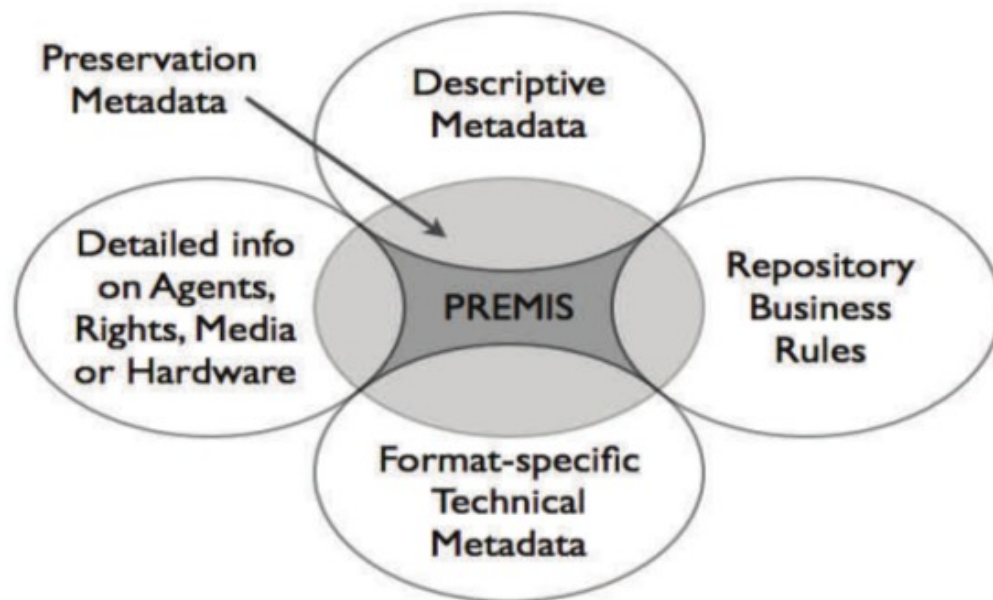 Preservation
Metadata
Descriptive
Metadata
Detailed info
on Agents,
Rights, Media
or Hardware
PREMIS
Repository
Business
Rules
Format-specific
Technical
Metadata